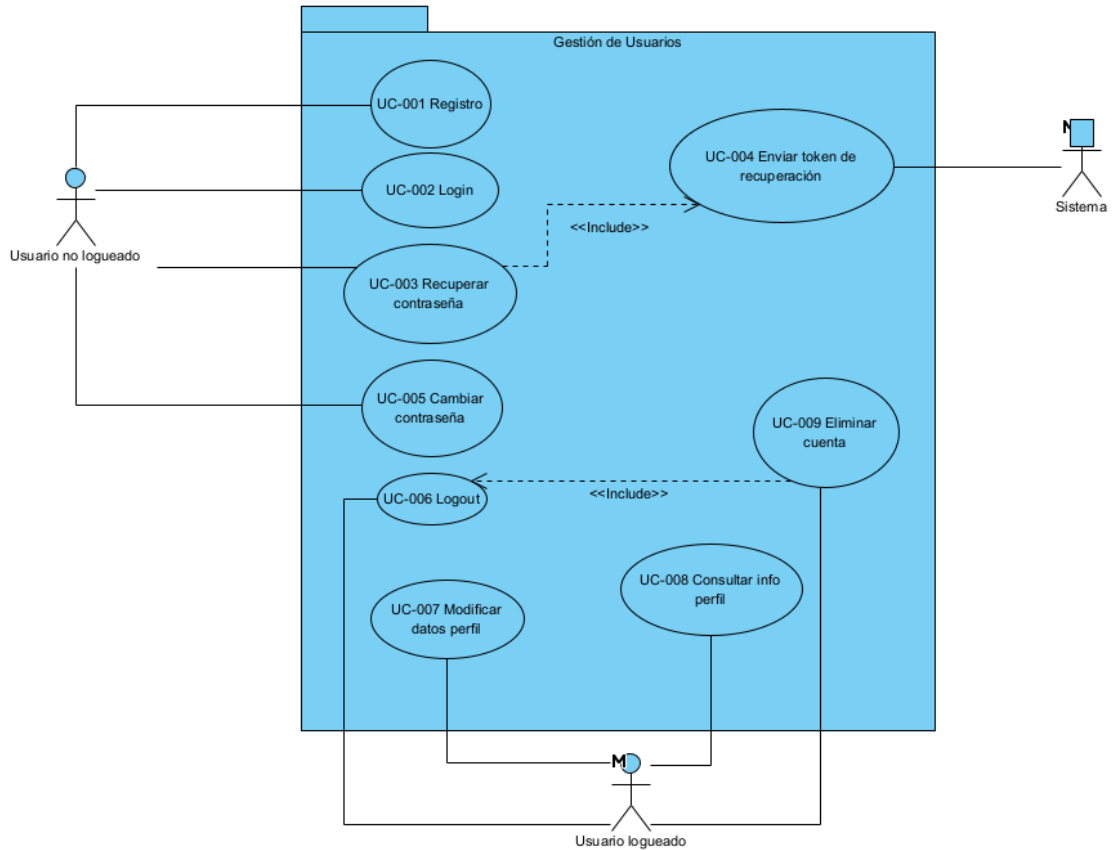 Gestión de Usuarios
UC-001 Registro
UC-004 Enviar token de
recuperación
M
Sistema
UC-002 Login
<<Include>>
Usuario no logueado
UC-003 Recuperar
contraseña
UC-005 Cambiar
contraseña
UC-009 Eliminar
cuenta
<<Include>>
UC-006 Logout
UC-008 Consultar info
perfil
UC-007 Modificar
datos perfil
M
Usuario logueado